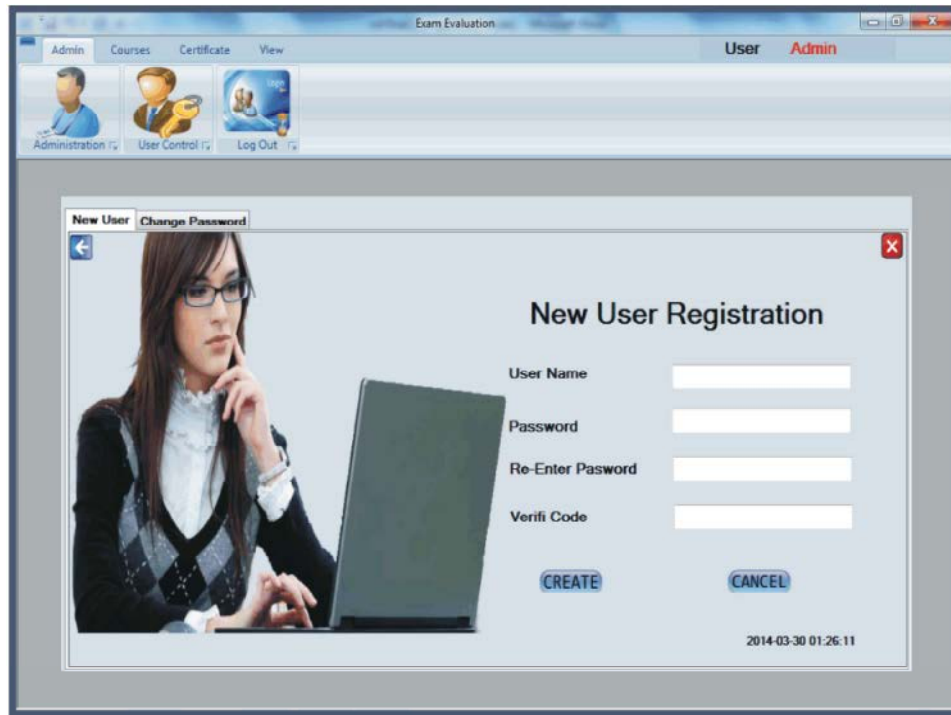 Exam Evaluation
Admin Courses Certificate View User Admin
Administration User Control Log Out
New User Change Password
New User Registration
User Name
Password
Re-Enter Pasword
Verifi Code
CREATE CANCEL
2014-03-30 01:26:11